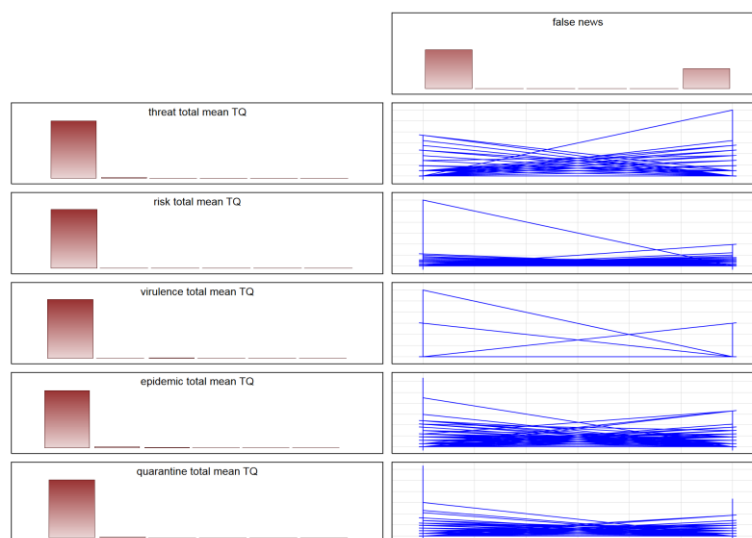 false news
threat total mean TQ
risk total mean TQ
virulence total mean TQ
epidemic total mean TQ
quarantine total mean TQ